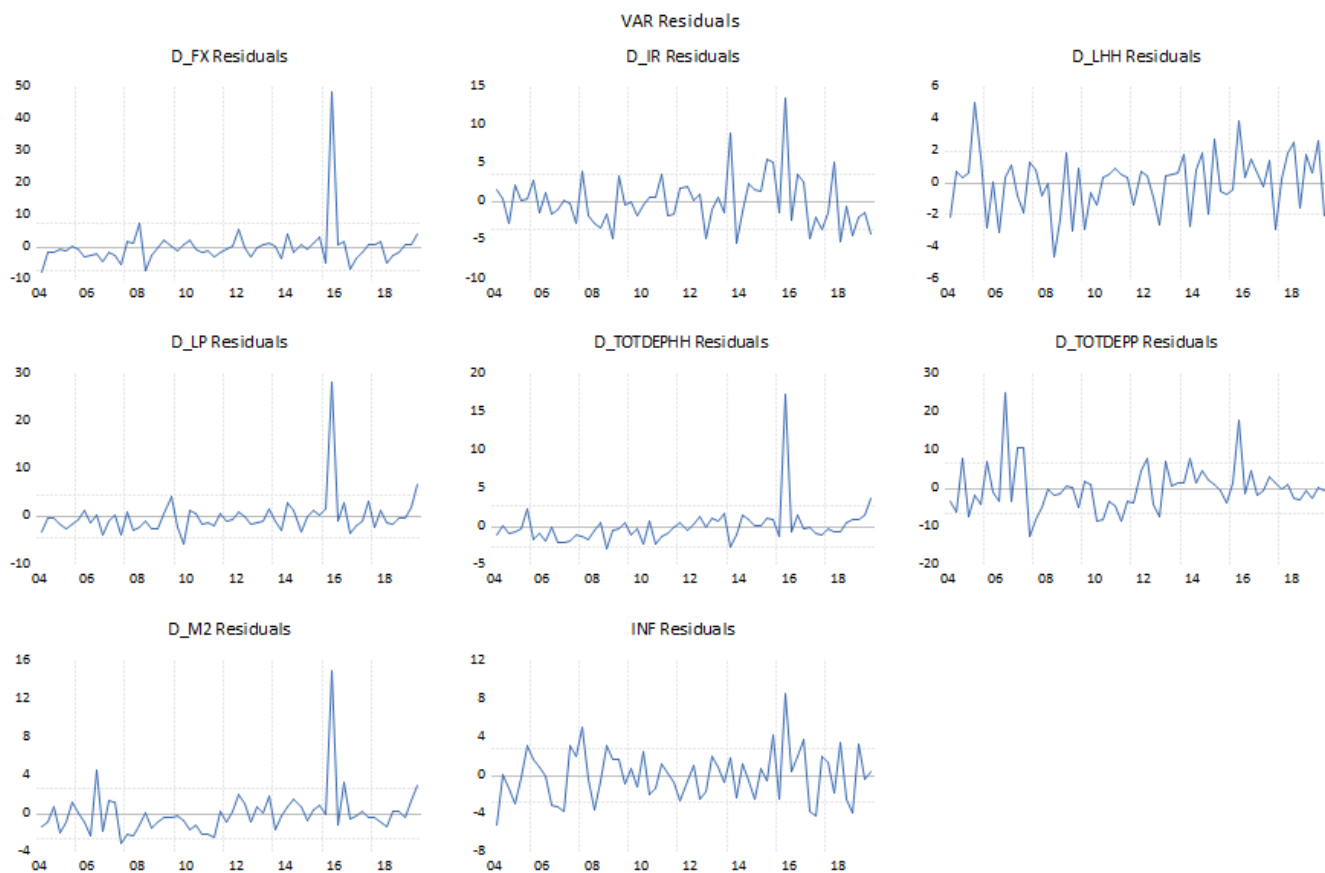 VAR Residuals
D_FX Residuals
50
40
30
20
10
0
-10
04 06 08 10 12 14 16 18
D_IR Residuals
15
10
5
0
-5
-10
04 06 08 10 12 14 16 18
D_LHH Residuals
6
4
2
0
-2
-4
-6
04 06 08 10 12 14 16 18
D_LP Residuals
30
20
10
0
-10
04 06 08 10 12 14 16 18
D_TOTDEPHH Residuals
20
15
10
5
0
-5
04 06 08 10 12 14 16 18
D_TOTDEPP Residuals
30
20
10
0
-10
-20
04 06 08 10 12 14 16 18
D_M2 Residuals
16
12
8
4
0
-4
04 06 08 10 12 14 16 18
INF Residuals
12
8
4
0
-4
-8
04 06 08 10 12 14 16 18